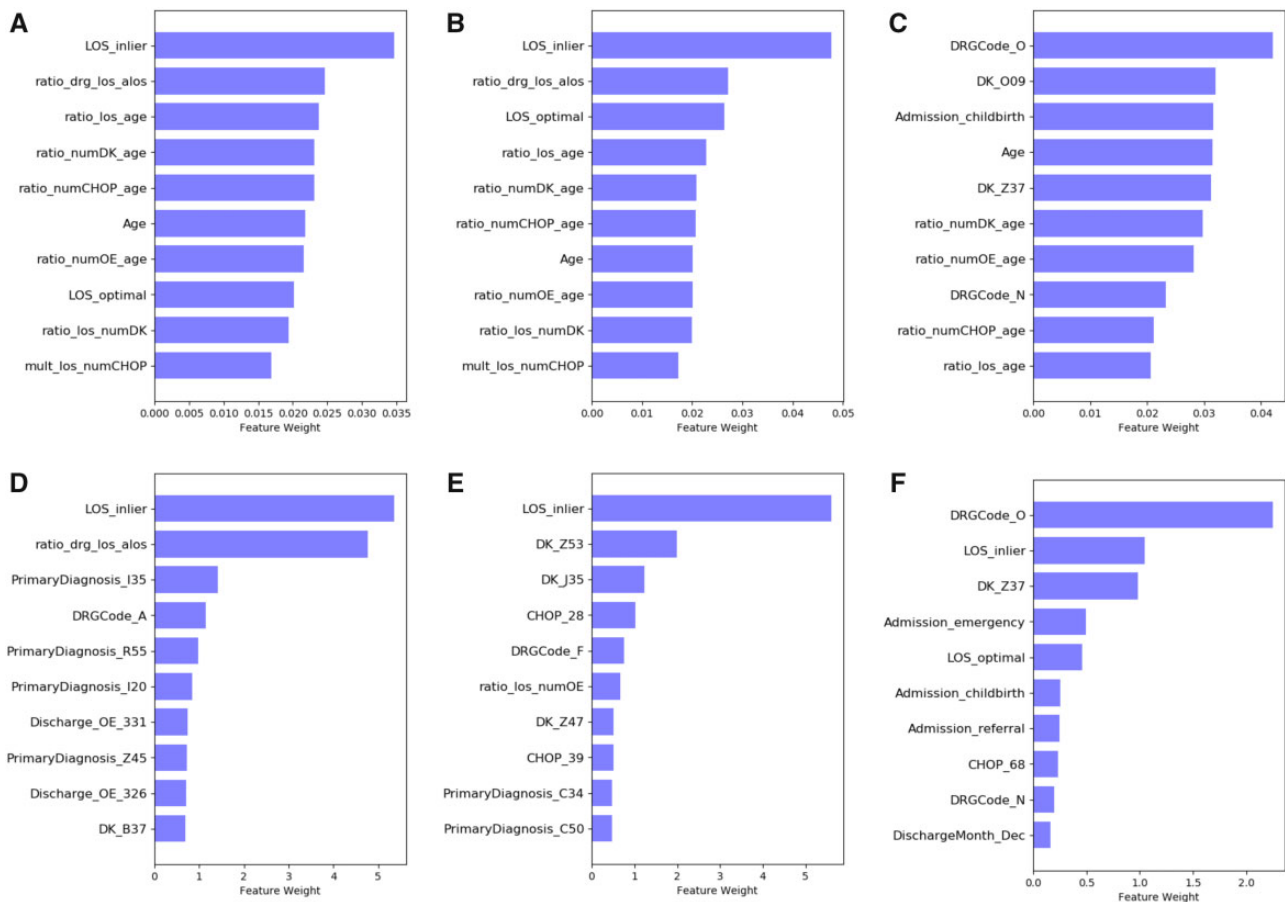 A
LOS_inlier
ratio_drg_los_alos
ratio_los_age
ratio_numDK_age
ratio_numCHOP_age
Age
ratio_numOE_age
LOS_optimal
ratio_los_numDK
mult_los_numCHOP
0.000 0.005 0.010 0.015 0.020 0.025 0.030 0.035
Feature Weight
B
LOS_inlier
ratio_drg_los_alos
LOS_optimal
ratio_los_age
ratio_numDK_age
ratio_numCHOP_age
Age
ratio_numOE_age
ratio_los_numDK
mult_los_numCHOP
0.00 0.01 0.02 0.03 0.04 0.05
Feature Weight
C
DRGCode_O
DK_O09
Admission_childbirth
Age
DK_Z37
ratio_numDK_age
ratio_numOE_age
DRGCode_N
ratio_numCHOP_age
ratio_los_age
0.00 0.01 0.02 0.03 0.04
Feature Weight
D
LOS_inlier
ratio_drg_los_alos
PrimaryDiagnosis_I35
DRGCode_A
PrimaryDiagnosis_R55
PrimaryDiagnosis_I20
Discharge_OE_331
PrimaryDiagnosis_Z45
Discharge_OE_326
DK_B37
0 1 2 3 4 5
Feature Weight
E
LOS_inlier
DK_Z53
DK_J35
CHOP_28
DRGCode_F
ratio_los_numOE
DK_Z47
CHOP_39
PrimaryDiagnosis_C34
PrimaryDiagnosis_C50
0 1 2 3 4 5
Feature Weight
F
DRGCode_O
LOS_inlier
DK_Z37
Admission_emergency
LOS_optimal
Admission_childbirth
Admission_referral
CHOP_68
DRGCode_N
DischargeMonth_Dec
0.0 0.5 1.0 1.5 2.0
Feature Weight